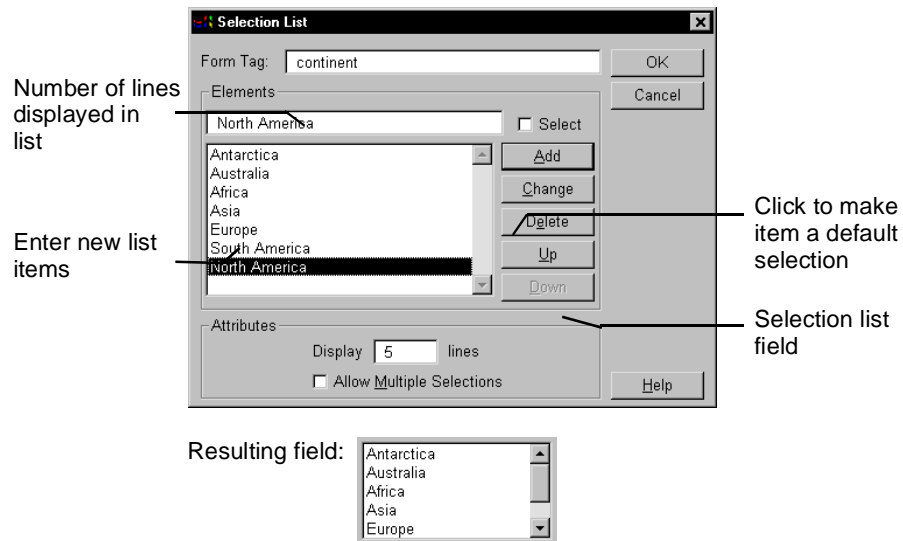 Selection List
Form Tag: continent
OK
Cancel
Elements
North America
Select
Antarctica
Australia
Africa
Asia
Europe
South America
North America
Add
Change
Delete
Up
Down
Attributes
Display 5 lines
Allow Multiple Selections
Help
Number of lines
displayed in
list
Enter new list
items
Click to make
item a default
selection
Selection list
field
Resulting field:
Antarctica
Australia
Africa
Asia
Europe